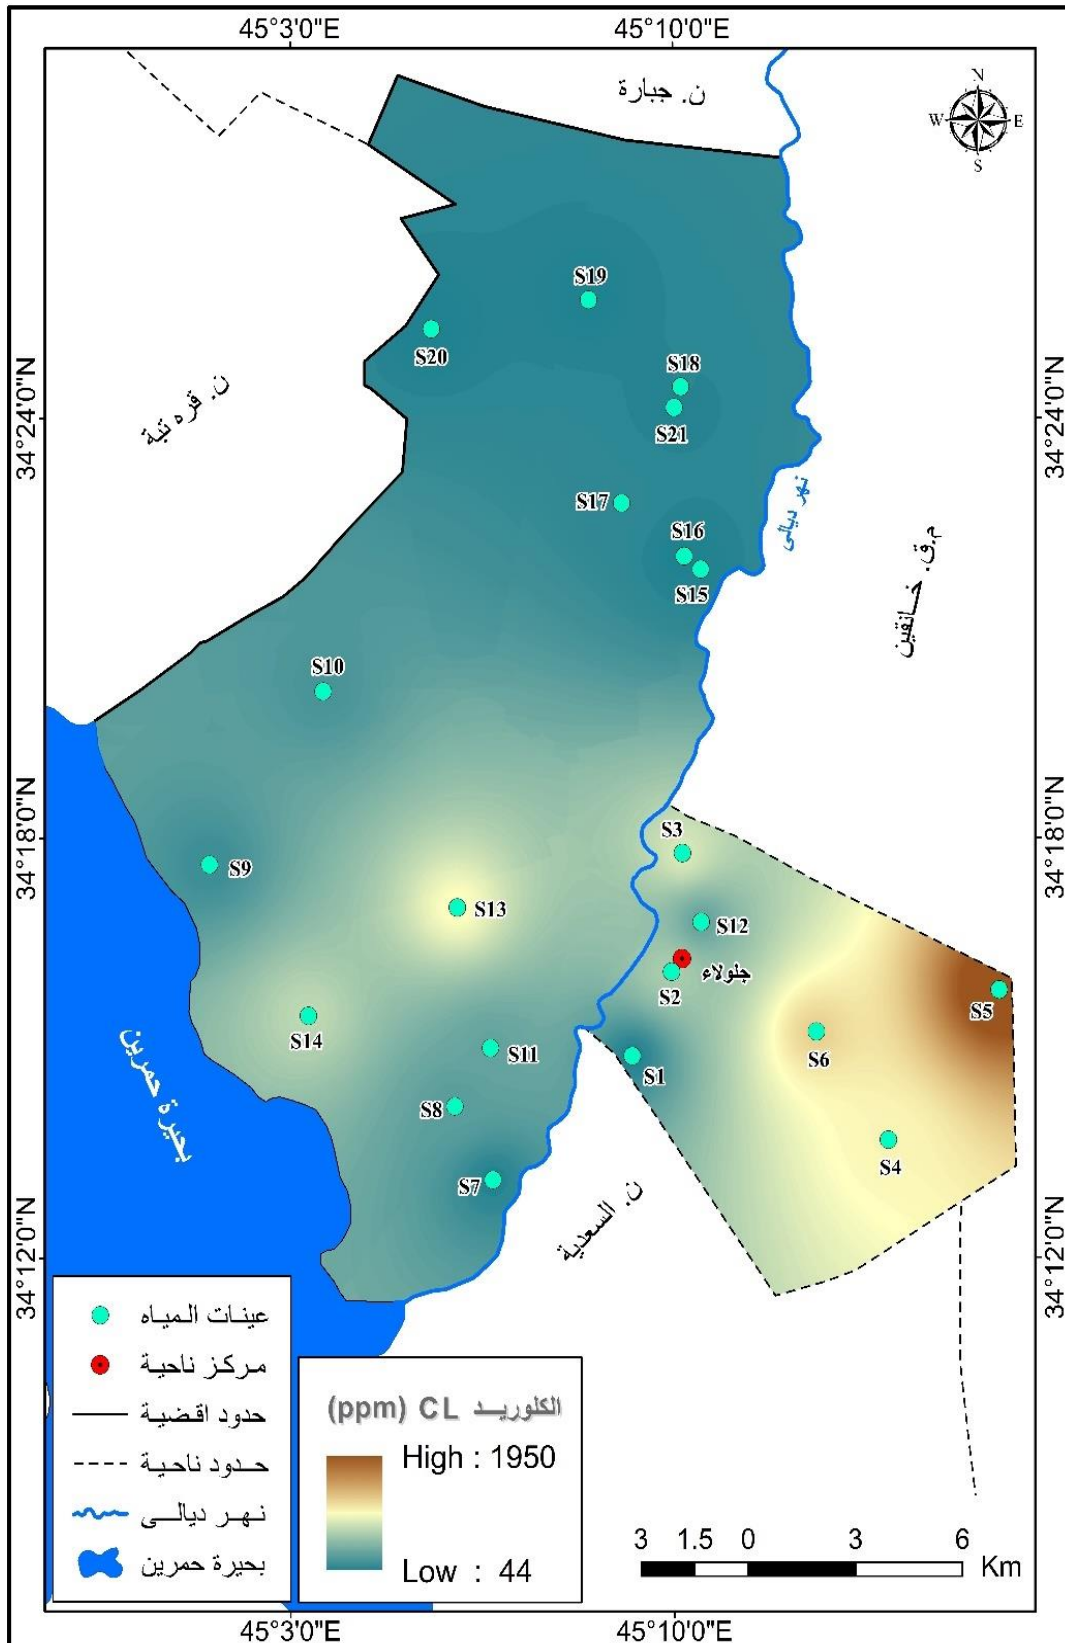 45°3'0"E
45°10'0"E
ن. جبارة
N
W
E
S
S19
S20
S18
34°24'0"N
34°24'0"N
ن. قره تبة
S21
S17
نهر ديالى
S16
م.ق. خانقين
S15
S10
S3
34°18'0"N
34°18'0"N
S9
S13
S12
جلولاء
S2
S5
S14
S6
S11
S1
بحيرة حمرين
S8
S4
S7
ن. السعدية
34°12'0"N
34°12'0"N
عينات المياه
مركز ناحية
حدود اقضية
حدود ناحية
نهر ديالى
بحيرة حمرين
الكلوريد CL (ppm)
High : 1950
Low : 44
3 1.5 0 3 6
Km
45°3'0"E
45°10'0"E